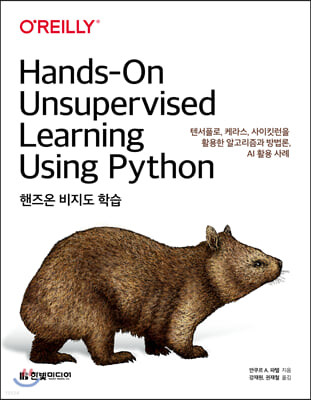 O'REILLY®
Hands-On
Unsupervised
Learning
Using Python
텐서플로, 케라스, 사이킷런을
활용한 알고리즘과 방법론,
AI 활용 사례
핸즈온 비지도 학습
안쿠르 A. 파텔 지음
강재원, 권재철 옮김
한빛미디어